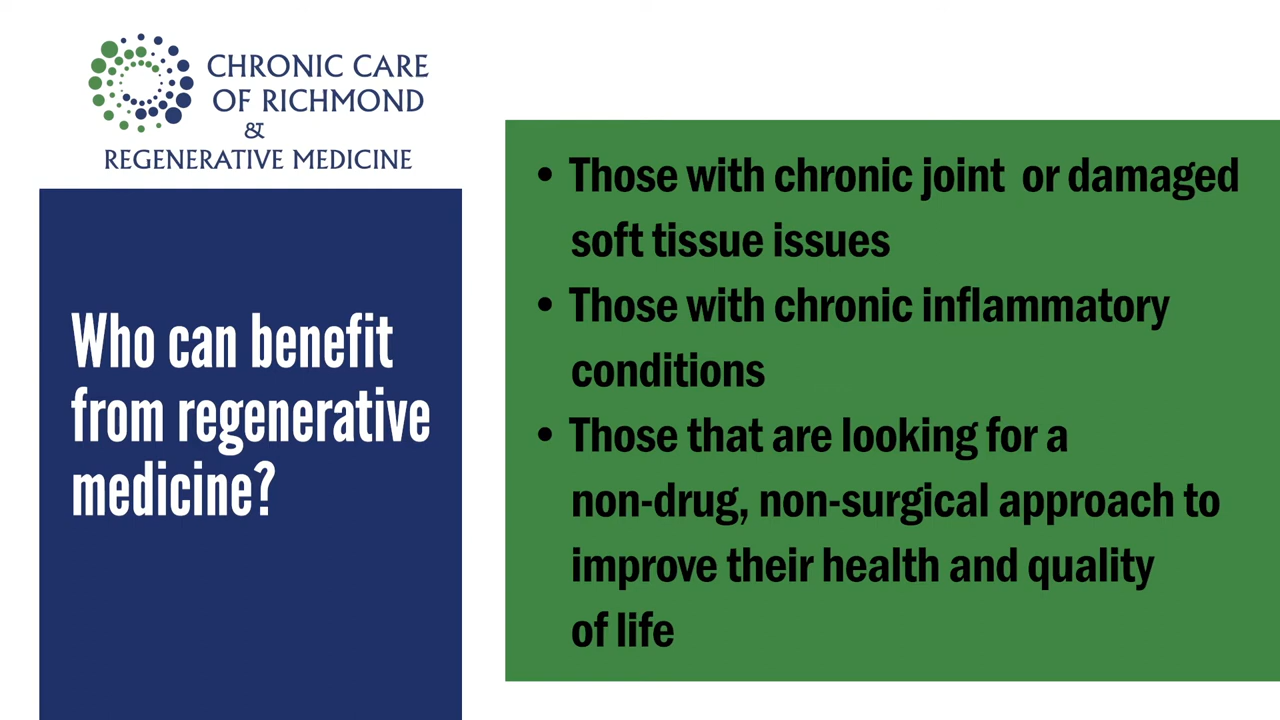 CHRONIC CARE
OF RICHMOND
&
REGENERATIVE MEDICINE
Who can benefit
from regenerative
medicine?
• Those with chronic joint or damaged
soft tissue issues
• Those with chronic inflammatory
conditions
• Those that are looking for a
non-drug, non-surgical approach to
improve their health and quality
of life